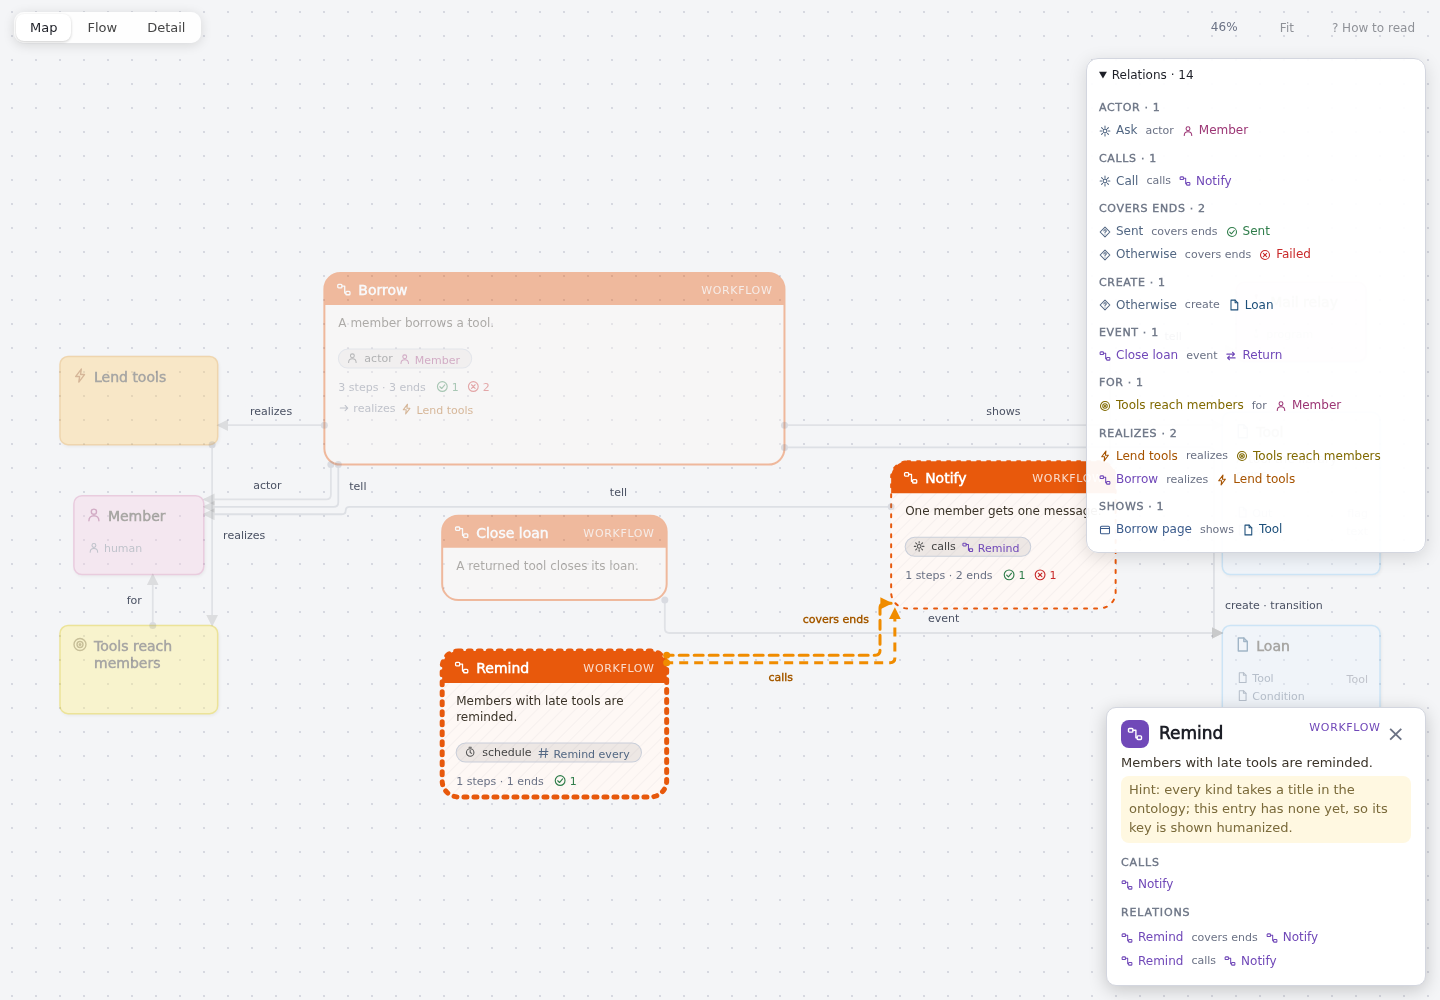 Map Flow Detail
46% Fit ? How to read
▼ Relations · 14
ACTOR · 1
Ask actor Member
CALLS · 1
Call calls Notify
COVERS ENDS · 2
Sent covers ends Sent
Otherwise covers ends Failed
CREATE · 1
Otherwise create Loan
EVENT · 1
Close loan event Return
FOR · 1
Tools reach members for Member
REALIZES · 2
Lend tools realizes Tools reach members
Borrow realizes Lend tools
SHOWS · 1
Borrow page shows Tool
Borrow WORKFLOW
A member borrows a tool.
actor Member
3 steps · 3 ends 1 2
→ realizes Lend tools
Lend tools
realizes
shows
actor
tell
tell
Member
human
realizes
for
Tools reach
members
Close loan WORKFLOW
A returned tool closes its loan.
Notify
One member gets one
calls Remind
1 steps · 2 ends 1 1
covers ends
event
calls
create · transition
Remind WORKFLOW
Members with late tools are
reminded.
schedule # Remind every
1 steps · 1 ends 1
Loan
Tool Tool
Condition
Remind WORKFLOW
Members with late tools are reminded.
Hint: every kind takes a title in the
ontology; this entry has none yet, so its
key is shown humanized.
CALLS
Notify
RELATIONS
Remind covers ends Notify
Remind calls Notify